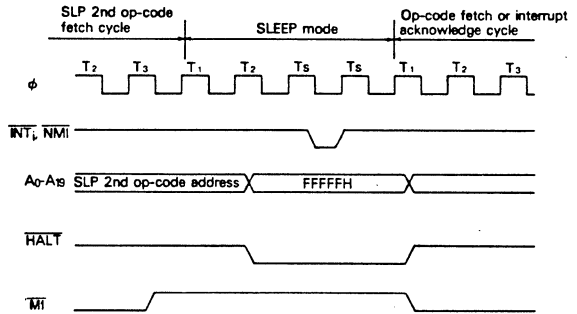 SLP 2nd op-code
fetch cycle
SLEEP mode
Op-code fetch or interrupt
acknowledge cycle
T2 T3 T1 T2 TS TS T1 T2 T3
φ
INTi, NMI
A0-A19 SLP 2nd op-code address FFFFFH
HALT
M1